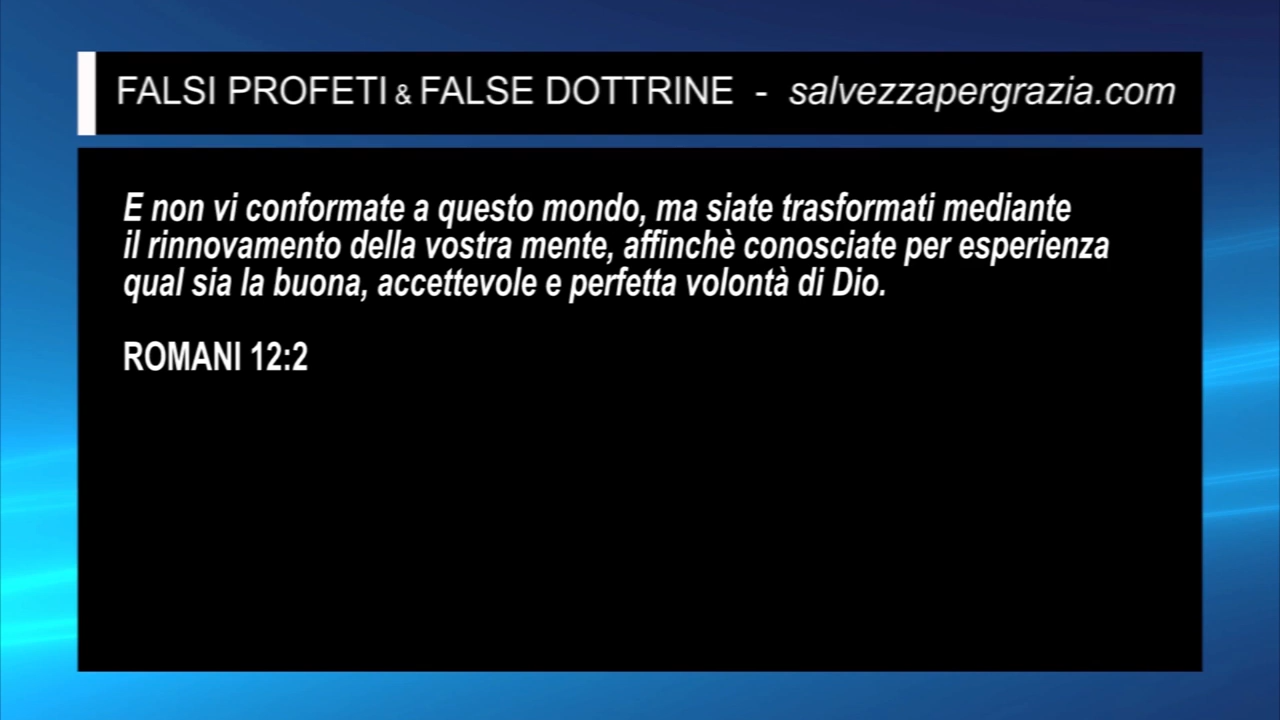 FALSI PROFETI & FALSE DOTTRINE - salvezzapergrazia.com
E non vi conformate a questo mondo, ma siate trasformati mediante
il rinnovamento della vostra mente, affinchè conosciate per esperienza
qual sia la buona, accettevole e perfetta volontà di Dio.
ROMANI 12:2